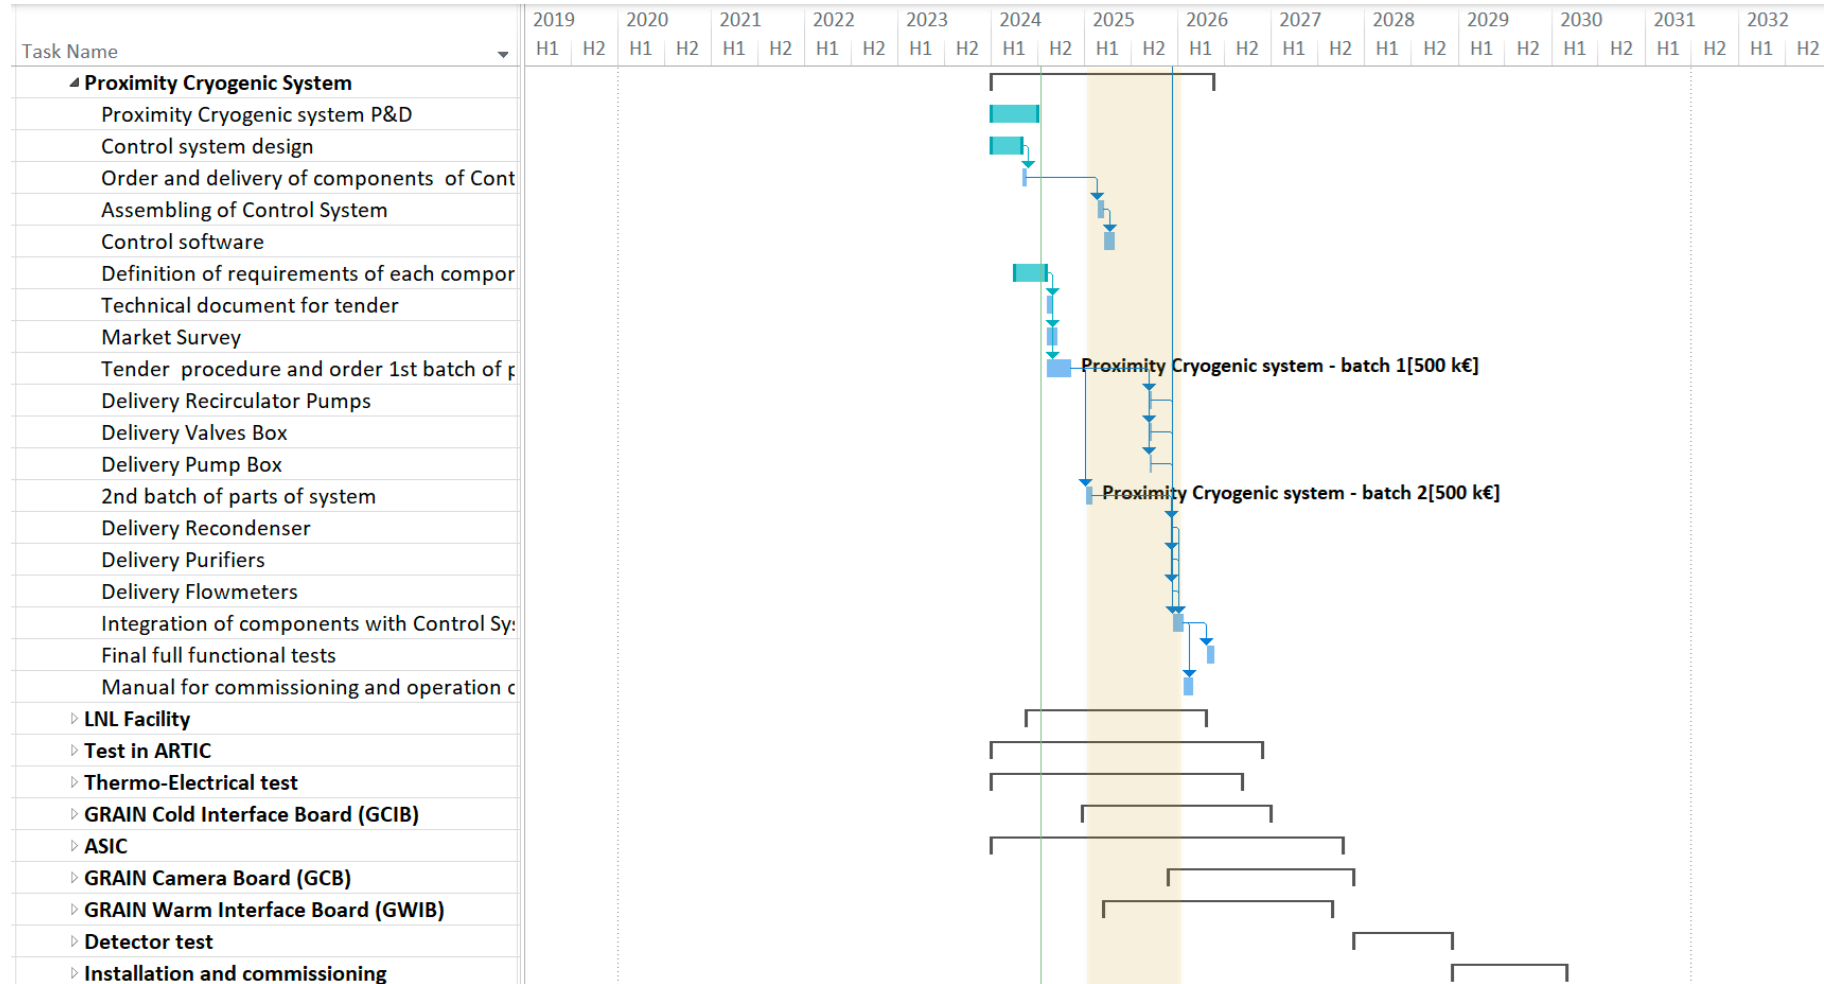 2019 2020 2021 2022 2023 2024 2025 2026 2027 2028 2029 2030 2031 2032
Task Name H1 H2 H1 H2 H1 H2 H1 H2 H1 H2 H1 H2 H1 H2 H1 H2 H1 H2 H1 H2 H1 H2 H1 H2 H1 H2 H1 H2
Proximity Cryogenic System
Proximity Cryogenic system P&D
Control system design
Order and delivery of components of Cont
Assembling of Control System
Control software
Definition of requirements of each compor
Technical document for tender
Market Survey
Tender procedure and order 1st batch of p Proximity Cryogenic system - batch 1[500 k€]
Delivery Recirculator Pumps
Delivery Valves Box
Delivery Pump Box
2nd batch of parts of system Proximity Cryogenic system - batch 2[500 k€]
Delivery Recondenser
Delivery Purifiers
Delivery Flowmeters
Integration of components with Control Sys
Final full functional tests
Manual for commissioning and operation c
LNL Facility
Test in ARTIC
Thermo-Electrical test
GRAIN Cold Interface Board (GCIB)
ASIC
GRAIN Camera Board (GCB)
GRAIN Warm Interface Board (GWIB)
Detector test
Installation and commissioning